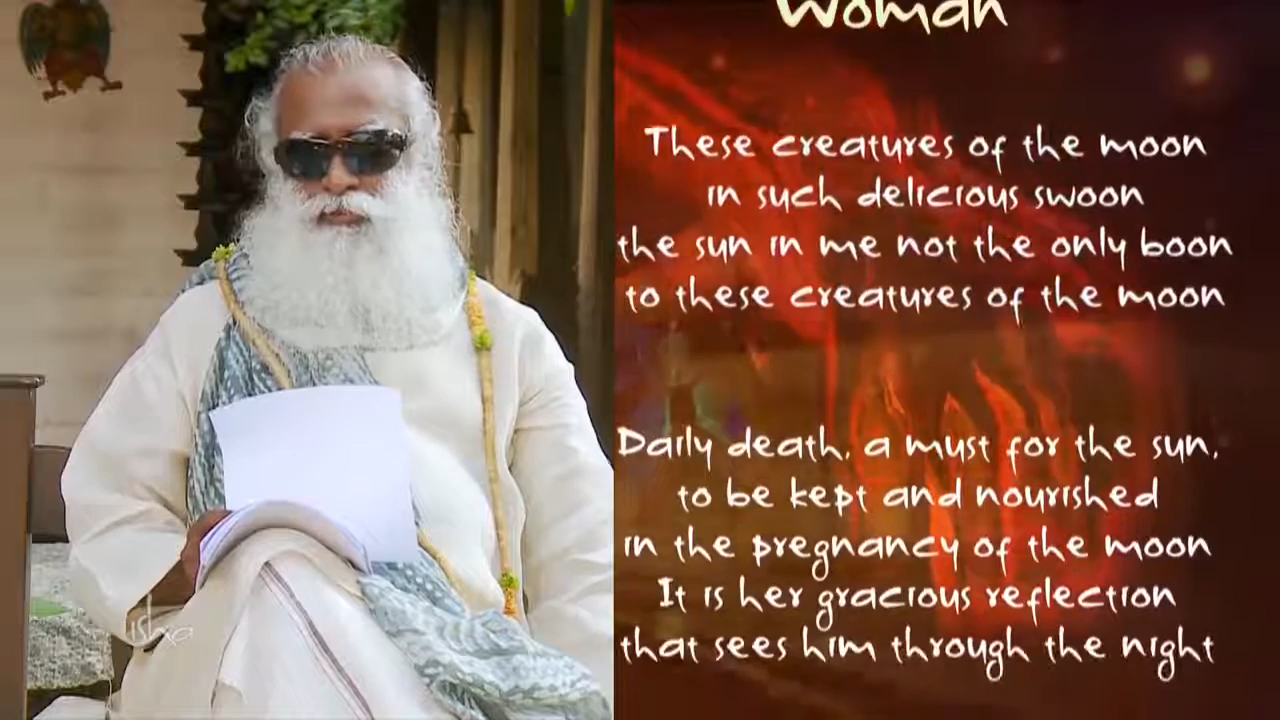 Woman
These creatures of the moon
in such delicious swoon
the sun in me not the only boon
to these creatures of the moon
Daily death, a must for the sun,
to be kept and nourished
in the pregnancy of the moon
It is her gracious reflection
that sees him through the night
isha